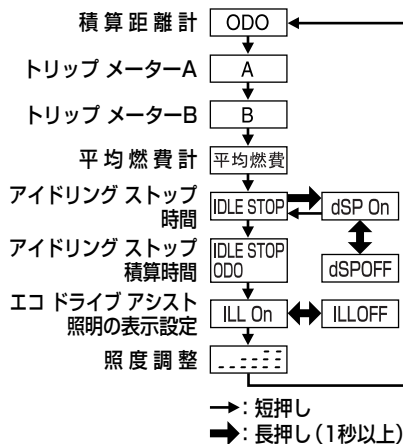 積算距離計 ODO
トリップ メーターA A
トリップ メーターB B
平均燃費計 平均燃費
アイドリング ストップ
時間 IDLE STOP dSP On
アイドリング ストップ
積算時間 IDLE STOP
ODO dSPOFF
エコ ドライブ アシスト
照明の表示設定 ILL On ILLOFF
照度調整
:短押し
:長押し(1秒以上)